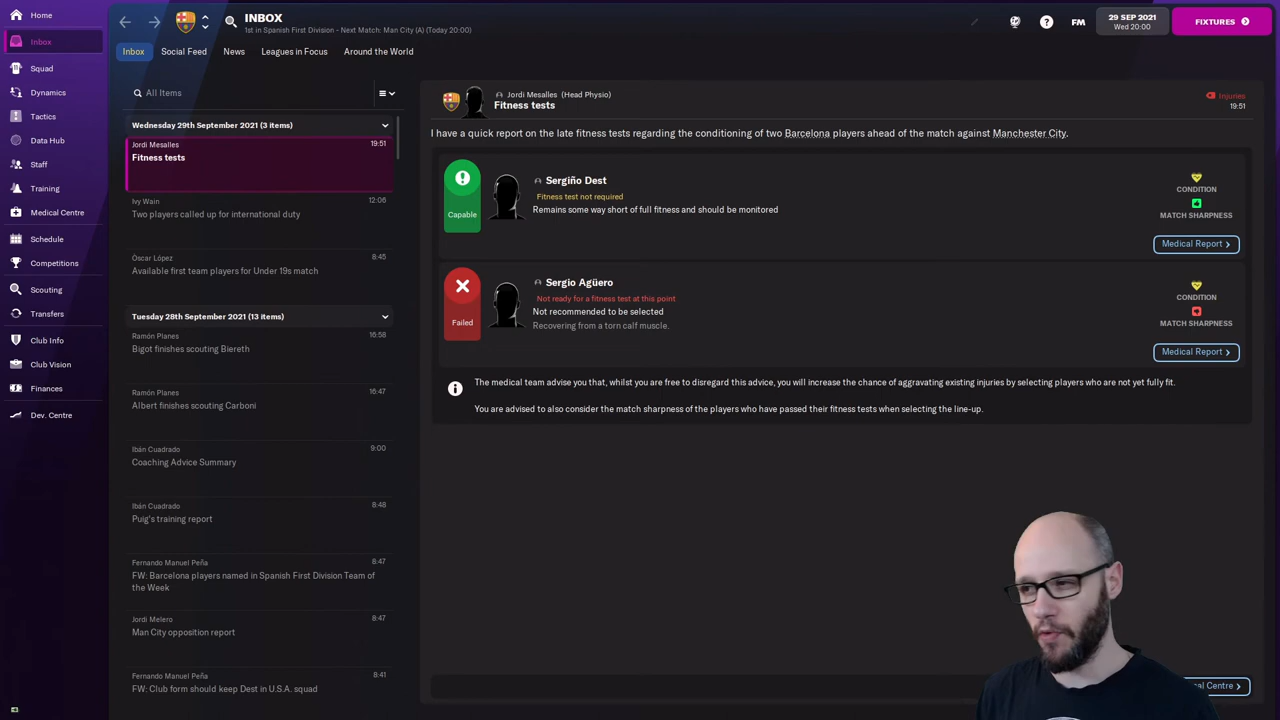 Home
Inbox
Squad
Dynamics
Tactics
Data Hub
Staff
Training
Medical Centre
Schedule
Competitions
Scouting
Transfers
Club Info
Club Vision
Finances
Dev. Centre
INBOX
1st in Spanish First Division - Next Match: Man City (A) (Today 20:00)
FM
29 SEP 2021
Wed 20:00
FIXTURES
Inbox Social Feed News Leagues in Focus Around the World
All Items
Wednesday 29th September 2021 (3 items)
Jordi Mesalles 19:51
Fitness tests
Ivy Wain 12:06
Two players called up for international duty
Óscar López 8:45
Available first team players for Under 19s match
Tuesday 28th September 2021 (13 items)
Ramón Planes 16:58
Bigot finishes scouting Biereth
Ramón Planes 16:47
Albert finishes scouting Carboni
Ibán Cuadrado 9:00
Coaching Advice Summary
Ibán Cuadrado 8:48
Puig's training report
Fernando Manuel Peña 8:47
FW: Barcelona players named in Spanish First Division Team of
the Week
Jordi Melero 8:47
Man City opposition report
Fernando Manuel Peña 8:41
FW: Club form should keep Dest in U.S.A. squad
Jordi Mesalles (Head Physio)
Fitness tests
Injuries
19:51
I have a quick report on the late fitness tests regarding the conditioning of two Barcelona players ahead of the match against Manchester City.
Capable
Sergiño Dest
Fitness test not required
Remains some way short of full fitness and should be monitored
CONDITION
MATCH SHARPNESS
Medical Report
Failed
Sergio Agüero
Not ready for a fitness test at this point
Not recommended to be selected
Recovering from a torn calf muscle.
CONDITION
MATCH SHARPNESS
Medical Report
The medical team advise you that, whilst you are free to disregard this advice, you will increase the chance of aggravating existing injuries by selecting players who are not yet fully fit.
You are advised to also consider the match sharpness of the players who have passed their fitness tests when selecting the line-up.
Centre